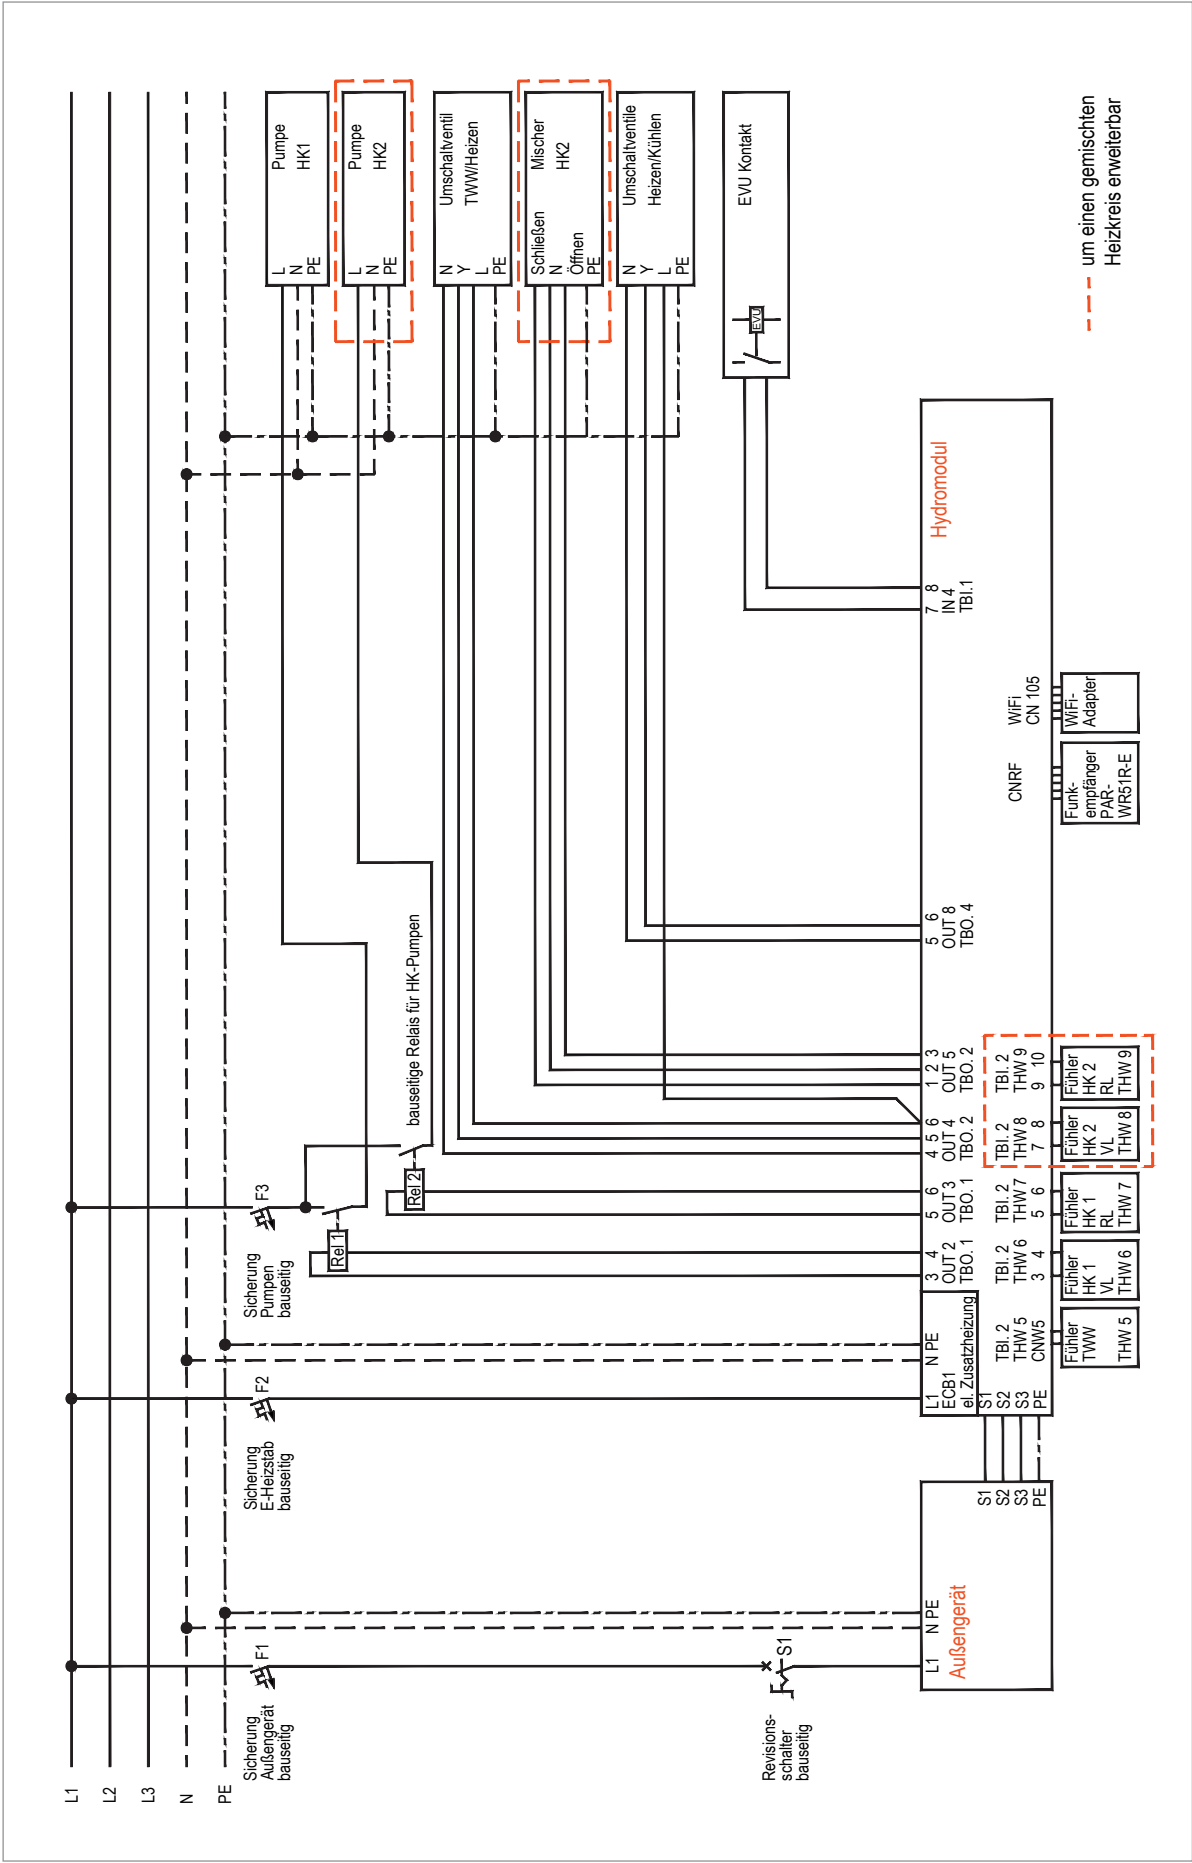 L1
L2
L3
N
PE
Sicherung
Außengerät
bauseitig
F1
Sicherung
E-Heizstab
bauseitig
F2
Sicherung
Pumpen
bauseitig
F3
Rel 1
Rel 2
bauseitige Relais für HK-Pumpen
Revisions-
schalter
bauseitig
S1
Pumpe
HK1
L
N
PE
Pumpe
HK2
L
N
PE
Umschaltventil
TWW/Heizen
N
Y
L
PE
Mischer
HK2
Schließen
N
Öffnen
PE
Umschaltventile
Heizen/Kühlen
N
Y
L
PE
EVU Kontakt
EVU
um einen gemischten
Heizkreis erweiterbar
Außengerät
L1 N PE
S1
S2
S3
PE
Hydromodul
L1 N PE
ECB1
el. Zusatzheizung
S1
S2
S3
PE
3 4
OUT 2
TBO. 1
5 6
OUT 3
TBO. 1
4 5 6
OUT 4
TBO. 2
1 2 3
OUT 5
TBO. 2
5 6
OUT 8
TBO. 4
7 8
IN 4
TBI.1
TBI. 2
THW 5
CNW5
TBI. 2
THW 6
3 4
TBI. 2
THW 7
5 6
TBI. 2
THW 8
7 8
TBI. 2
THW 9
9 10
CNRF
WiFi
CN 105
Fühler
TWW
THW 5
Fühler
HK 1
VL
THW 6
Fühler
HK 1
RL
THW 7
Fühler
HK 2
VL
THW 8
Fühler
HK 2
RL
THW 9
Funk-
empfänger
PAR-
WR51R-E
WiFi-
Adapter